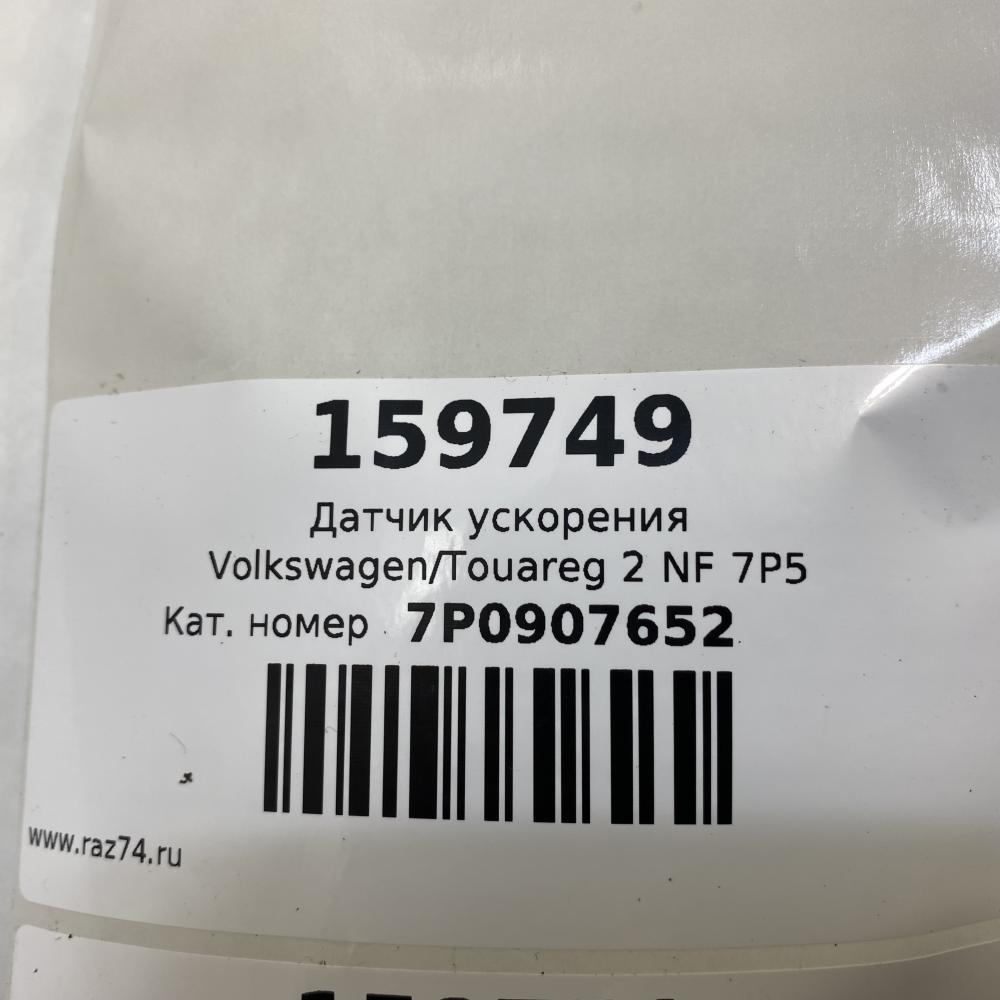 159749
Датчик ускорения
Volkswagen/Touareg 2 NF 7P5
Кат. номер 7P0907652
www.raz74.ru